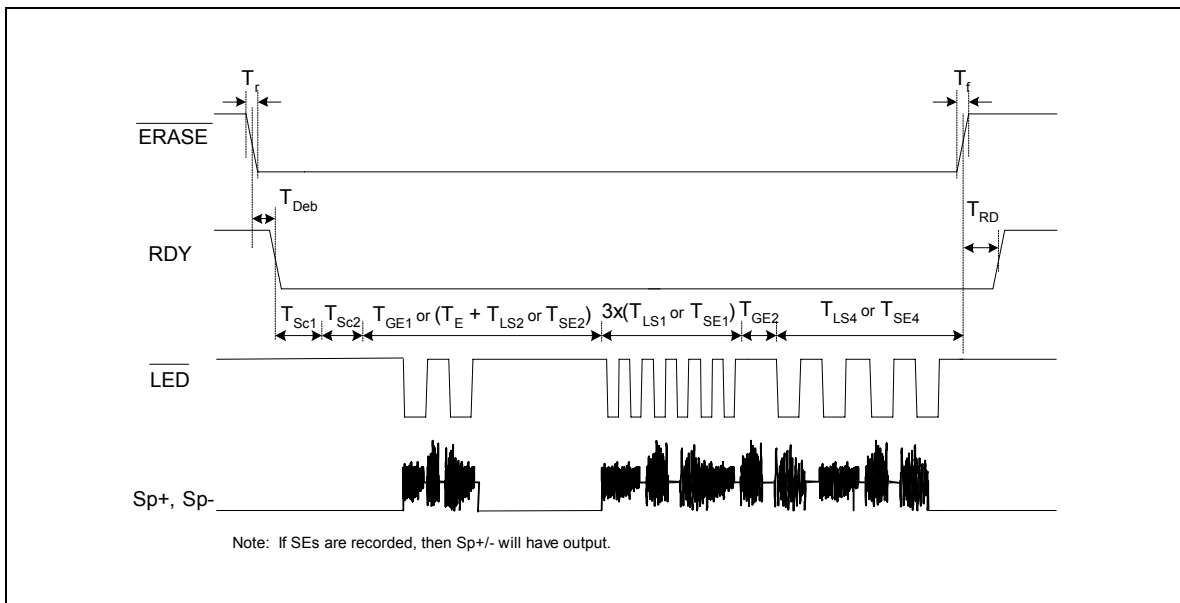 Tr Tf
ERASE
TDeb TRD
RDY
TSc1 TSc2 TGE1 or (TE + TLS2 or TSE2) 3x(TLS1 or TSE1) TGE2 TLS4 or TSE4
LED
Sp+, Sp-
Note: If SEs are recorded, then Sp+/- will have output.